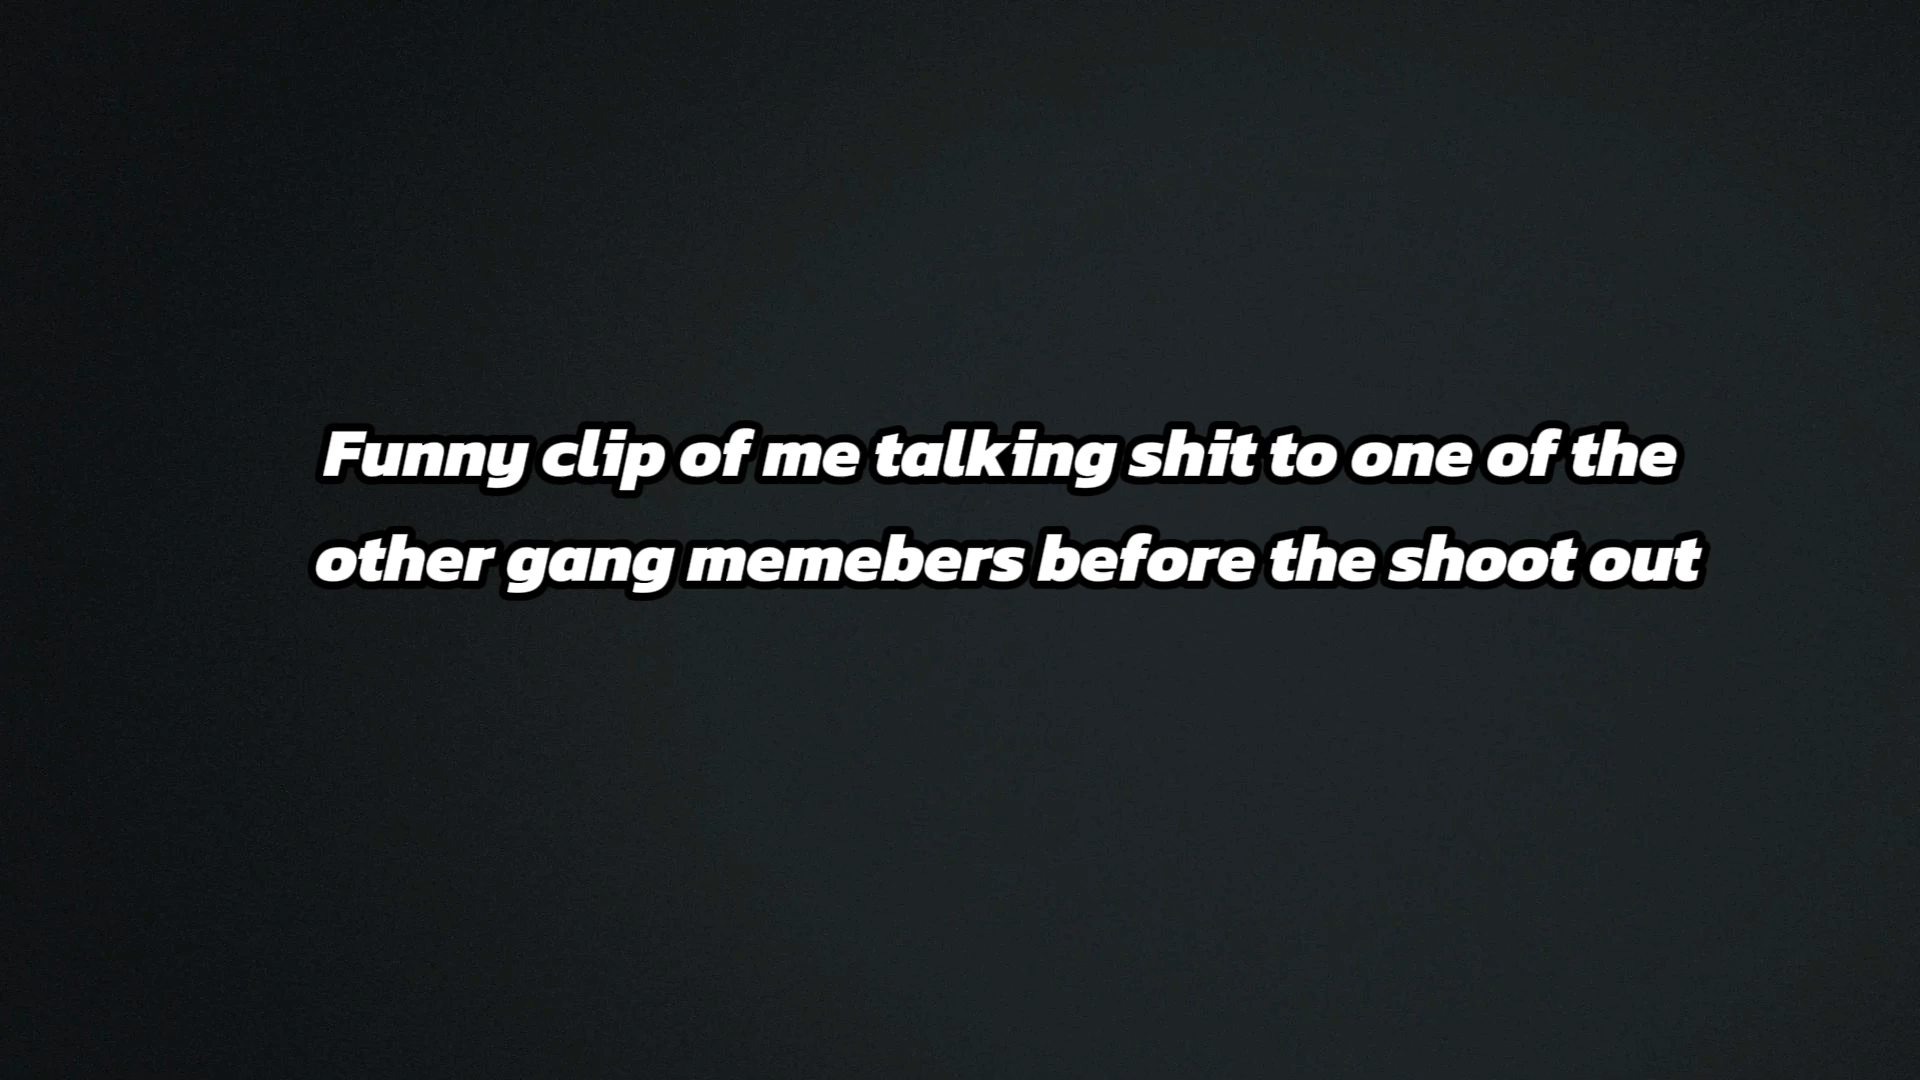 Funny clip of me talking shit to one of the
other gang memebers before the shoot out